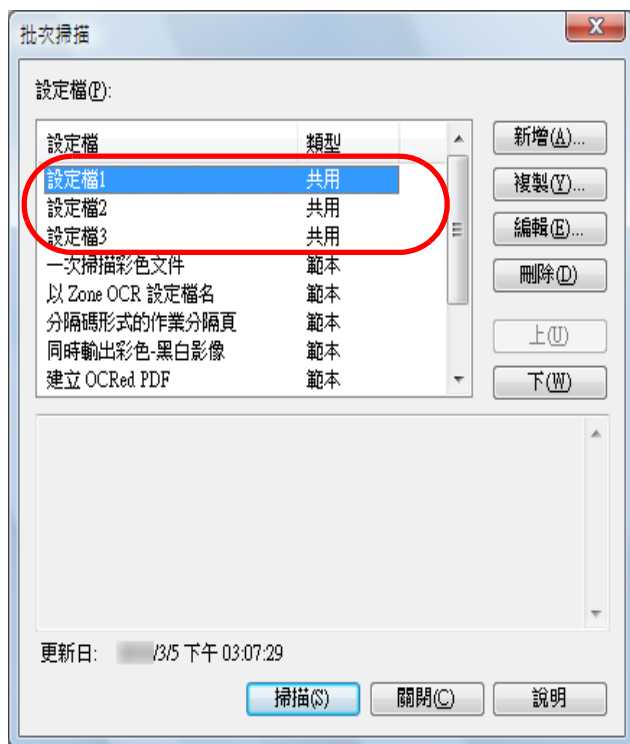 批次掃描
設定檔(P):
設定檔 類型
設定檔1 共用
設定檔2 共用
設定檔3 共用
一次掃描彩色文件 範本
以 Zone OCR 設定檔名 範本
分隔碼形式的作業分隔頁 範本
同時輸出彩色-黑白影像 範本
建立 OCRed PDF 範本
新增(A)...
複製(Y)...
編輯(E)...
刪除(D)
上(U)
下(W)
更新日: /3/5 下午 03:07:29
掃描(S) 關閉(C) 說明